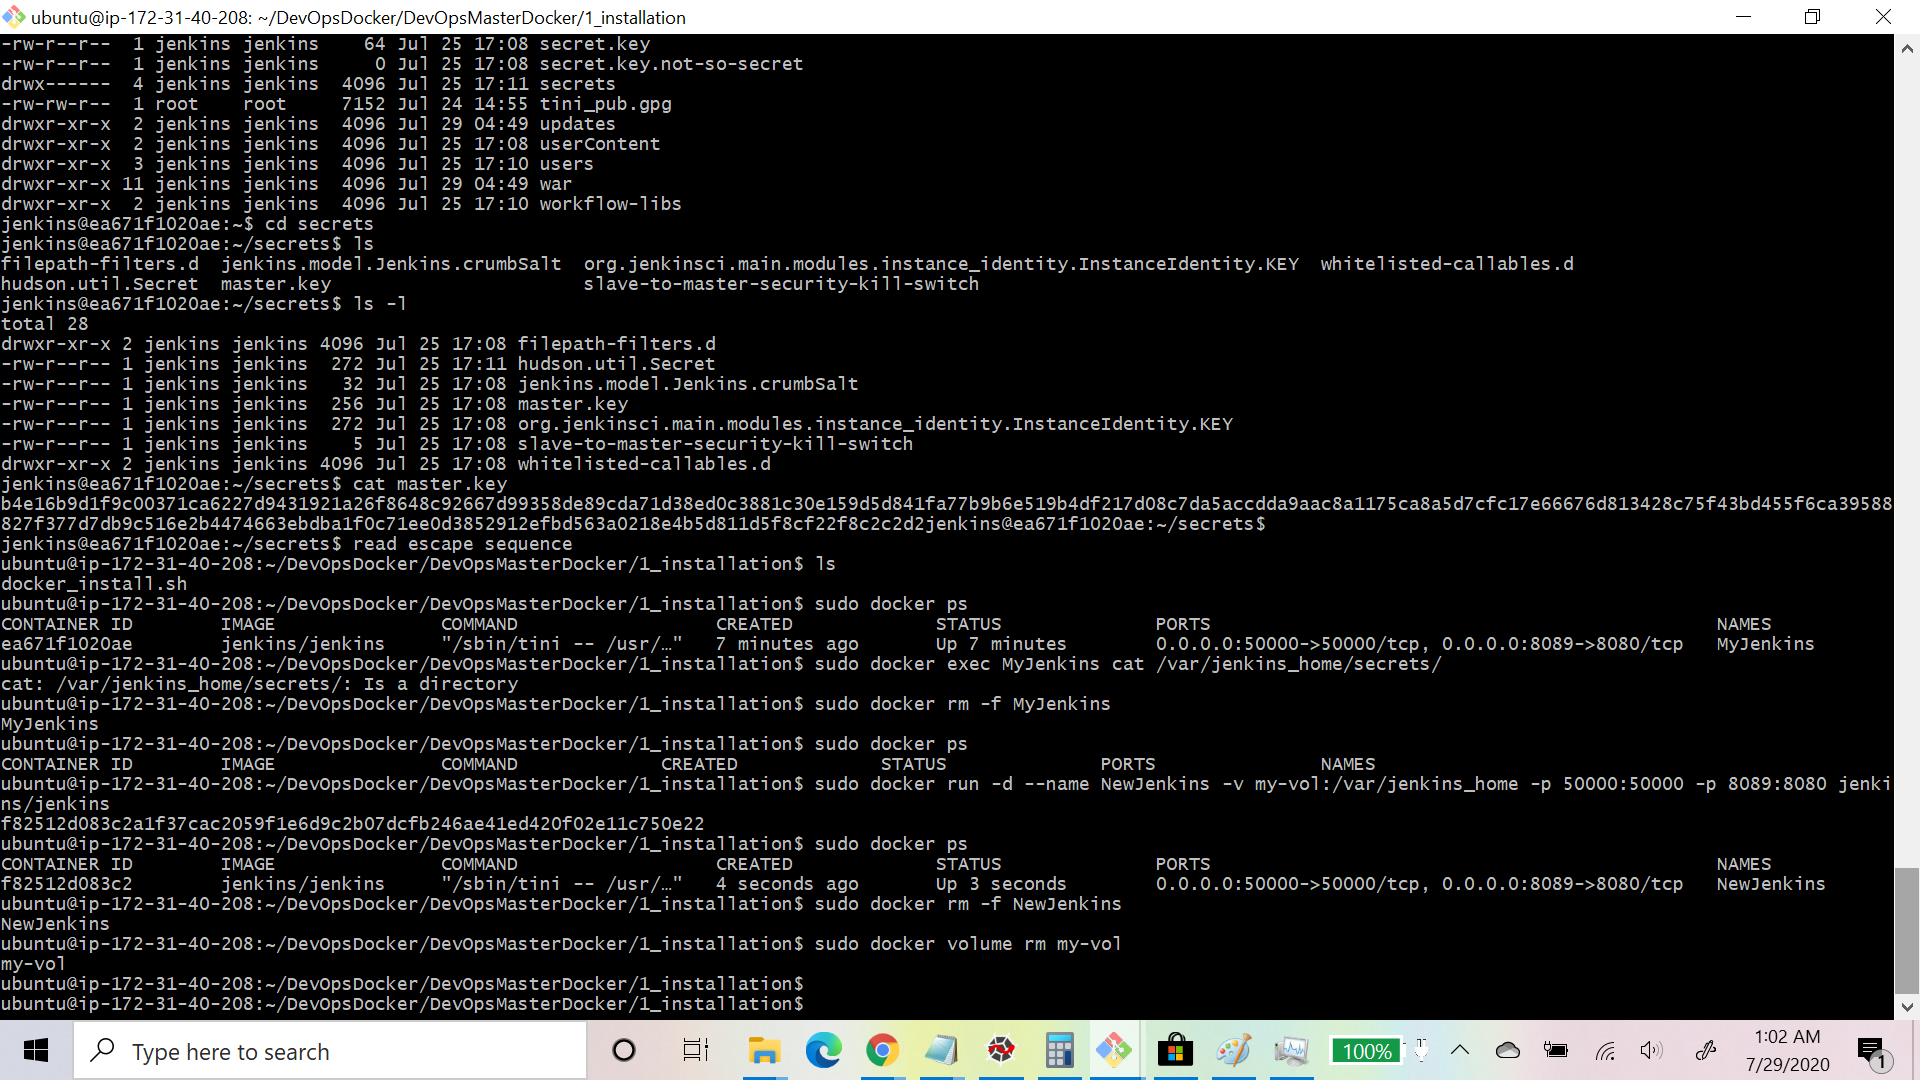 ubuntu@ip-172-31-40-208: ~/DevOpsDocker/DevOpsMasterDocker/1_installation
-rw-r--r--  1 jenkins jenkins    64 Jul 25 17:08 secret.key
-rw-r--r--  1 jenkins jenkins     0 Jul 25 17:08 secret.key.not-so-secret
drwx------  4 jenkins jenkins  4096 Jul 25 17:11 secrets
-rw-rw-r--  1 root    root     7152 Jul 24 14:55 tini_pub.gpg
drwxr-xr-x  2 jenkins jenkins  4096 Jul 29 04:49 updates
drwxr-xr-x  2 jenkins jenkins  4096 Jul 25 17:08 userContent
drwxr-xr-x  3 jenkins jenkins  4096 Jul 25 17:10 users
drwxr-xr-x 11 jenkins jenkins  4096 Jul 29 04:49 war
drwxr-xr-x  2 jenkins jenkins  4096 Jul 25 17:10 workflow-libs
jenkins@ea671f1020ae:~$ cd secrets
jenkins@ea671f1020ae:~/secrets$ ls
filepath-filters.d  jenkins.model.Jenkins.crumbSalt  org.jenkinsci.main.modules.instance_identity.InstanceIdentity.KEY  whitelisted-callables.d
hudson.util.Secret  master.key                       slave-to-master-security-kill-switch
jenkins@ea671f1020ae:~/secrets$ ls -l
total 28
drwxr-xr-x 2 jenkins jenkins 4096 Jul 25 17:08 filepath-filters.d
-rw-r--r-- 1 jenkins jenkins  272 Jul 25 17:11 hudson.util.Secret
-rw-r--r-- 1 jenkins jenkins   32 Jul 25 17:08 jenkins.model.Jenkins.crumbSalt
-rw-r--r-- 1 jenkins jenkins  256 Jul 25 17:08 master.key
-rw-r--r-- 1 jenkins jenkins  272 Jul 25 17:08 org.jenkinsci.main.modules.instance_identity.InstanceIdentity.KEY
-rw-r--r-- 1 jenkins jenkins    5 Jul 25 17:08 slave-to-master-security-kill-switch
drwxr-xr-x 2 jenkins jenkins 4096 Jul 25 17:08 whitelisted-callables.d
jenkins@ea671f1020ae:~/secrets$ cat master.key
b4e16b9d1f9c00371ca6227d9431921a26f8648c92667d99358de89cda71d38ed0c3881c30e159d5d841fa77b9b6e519b4df217d08c7da5accdda9aac8a1175ca8a5d7cfc17e66676d813428c75f43bd455f6ca39588
827f377d7db9c516e2b4474663ebdba1f0c71ee0d3852912efbd563a0218e4b5d811d5f8cf22f8c2c2d2jenkins@ea671f1020ae:~/secrets$
jenkins@ea671f1020ae:~/secrets$ read escape sequence
ubuntu@ip-172-31-40-208:~/DevOpsDocker/DevOpsMasterDocker/1_installation$ ls
docker_install.sh
ubuntu@ip-172-31-40-208:~/DevOpsDocker/DevOpsMasterDocker/1_installation$ sudo docker ps
CONTAINER ID        IMAGE               COMMAND                  CREATED             STATUS              PORTS                                              NAMES
ea671f1020ae        jenkins/jenkins     "/sbin/tini -- /usr/…"   7 minutes ago       Up 7 minutes        0.0.0.0:50000->50000/tcp, 0.0.0.0:8089->8080/tcp   MyJenkins
ubuntu@ip-172-31-40-208:~/DevOpsDocker/DevOpsMasterDocker/1_installation$ sudo docker exec MyJenkins cat /var/jenkins_home/secrets/
cat: /var/jenkins_home/secrets/: Is a directory
ubuntu@ip-172-31-40-208:~/DevOpsDocker/DevOpsMasterDocker/1_installation$ sudo docker rm -f MyJenkins
MyJenkins
ubuntu@ip-172-31-40-208:~/DevOpsDocker/DevOpsMasterDocker/1_installation$ sudo docker ps
CONTAINER ID        IMAGE               COMMAND             CREATED             STATUS              PORTS               NAMES
ubuntu@ip-172-31-40-208:~/DevOpsDocker/DevOpsMasterDocker/1_installation$ sudo docker run -d --name NewJenkins -v my-vol:/var/jenkins_home -p 50000:50000 -p 8089:8080 jenki
ns/jenkins
f82512d083c2a1f37cac2059f1e6d9c2b07dcfb246ae41ed420f02e11c750e22
ubuntu@ip-172-31-40-208:~/DevOpsDocker/DevOpsMasterDocker/1_installation$ sudo docker ps
CONTAINER ID        IMAGE               COMMAND                  CREATED             STATUS              PORTS                                              NAMES
f82512d083c2        jenkins/jenkins     "/sbin/tini -- /usr/…"   4 seconds ago       Up 3 seconds        0.0.0.0:50000->50000/tcp, 0.0.0.0:8089->8080/tcp   NewJenkins
ubuntu@ip-172-31-40-208:~/DevOpsDocker/DevOpsMasterDocker/1_installation$ sudo docker rm -f NewJenkins
NewJenkins
ubuntu@ip-172-31-40-208:~/DevOpsDocker/DevOpsMasterDocker/1_installation$ sudo docker volume rm my-vol
my-vol
ubuntu@ip-172-31-40-208:~/DevOpsDocker/DevOpsMasterDocker/1_installation$
ubuntu@ip-172-31-40-208:~/DevOpsDocker/DevOpsMasterDocker/1_installation$
Type here to search
100%
1:02 AM
7/29/2020
1